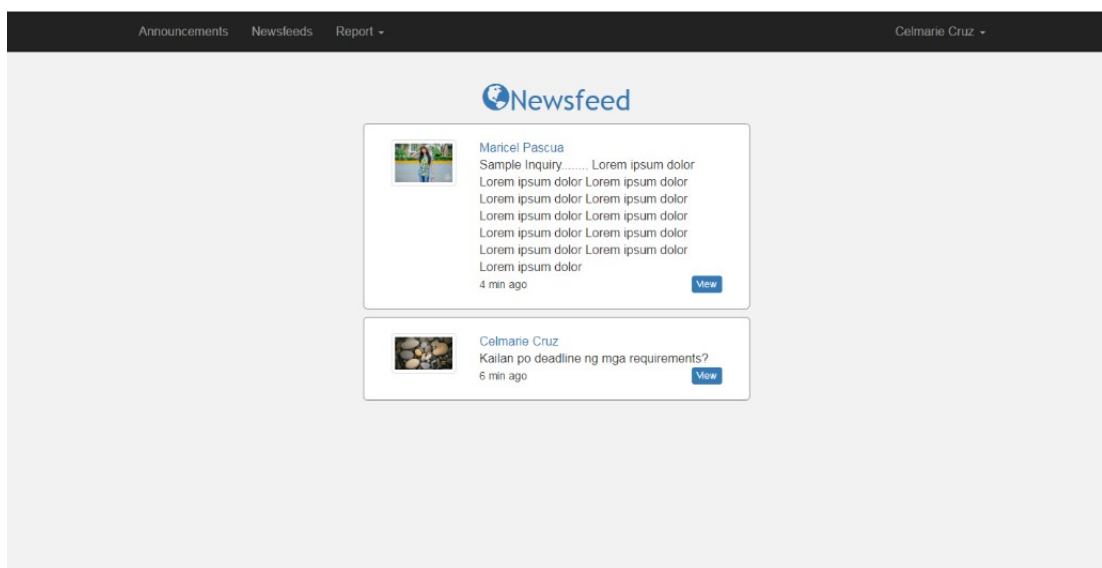 Announcements Newsfeeds Report Celmarie Cruz
Newsfeed
Maricel Pascua
Sample Inquiry........ Lorem ipsum dolor
Lorem ipsum dolor Lorem ipsum dolor
Lorem ipsum dolor Lorem ipsum dolor
Lorem ipsum dolor Lorem ipsum dolor
Lorem ipsum dolor Lorem ipsum dolor
Lorem ipsum dolor Lorem ipsum dolor
Lorem ipsum dolor
4 min ago View
Celmarie Cruz
Kailan po deadline ng mga requirements?
6 min ago View